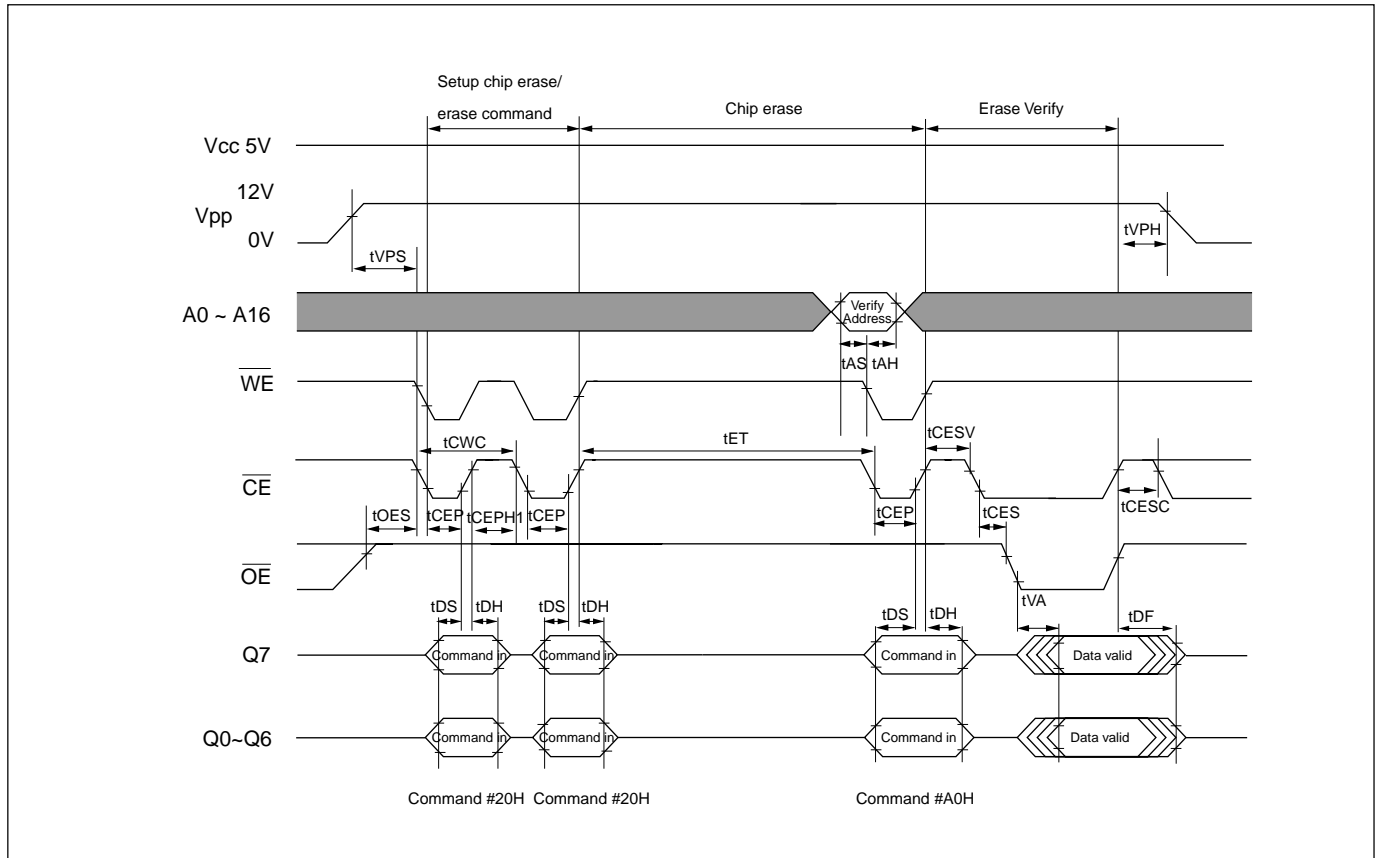 Setup chip erase/
erase command
Chip erase
Erase Verify
Vcc 5V
12V
Vpp
0V
tVPS
tVPH
A0 ~ A16
Verify
Address
tAS
tAH
WE
tCWC
tET
tCESV
CE
tOES
tCEP
tCEPH1
tCEP
tCEP
tCES
tCESC
OE
tVA
tDS
tDH
tDS
tDH
tDS
tDH
tDF
Q7
Command in
Command in
Command in
Data valid
Q0~Q6
Command in
Command in
Command in
Data valid
Command #20H
Command #20H
Command #A0H